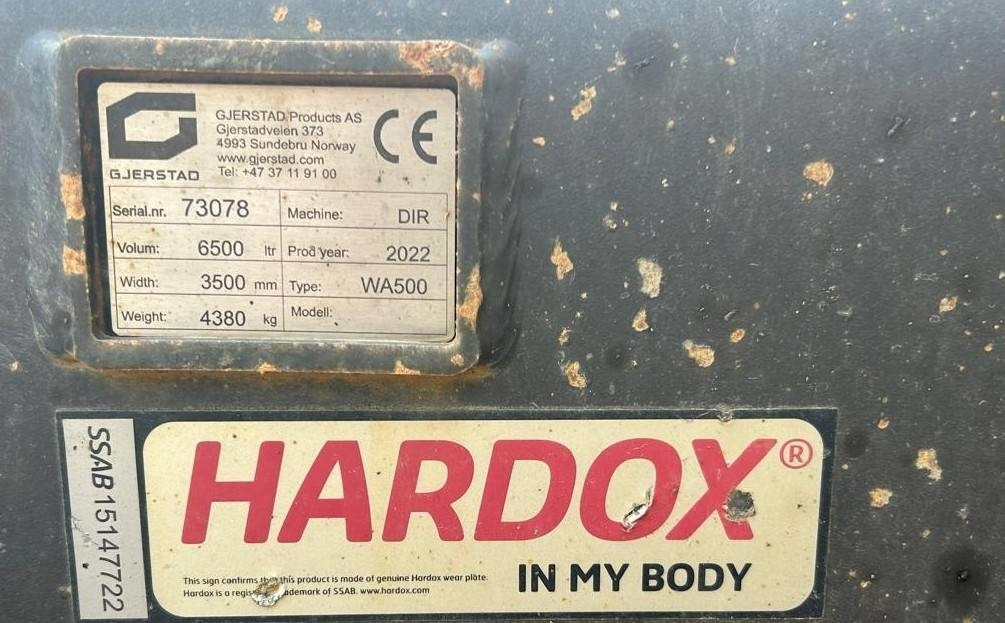 GJERSTAD
GJERSTAD Products AS
Gjerstadveien 373
4993 Sundebru Norway
www.gjerstad.com
Tel: +47 37 11 91 00
CE
Serial.nr. 73078 Machine: DIR
Volum: 6500 ltr Prod year: 2022
Width: 3500 mm Type: WA500
Weight: 4380 kg Modell:
SSAB 15147722
HARDOX®
IN MY BODY
This sign confirms that this product is made of genuine Hardox wear plate.
Hardox is a of SSAB. www.hardox.com